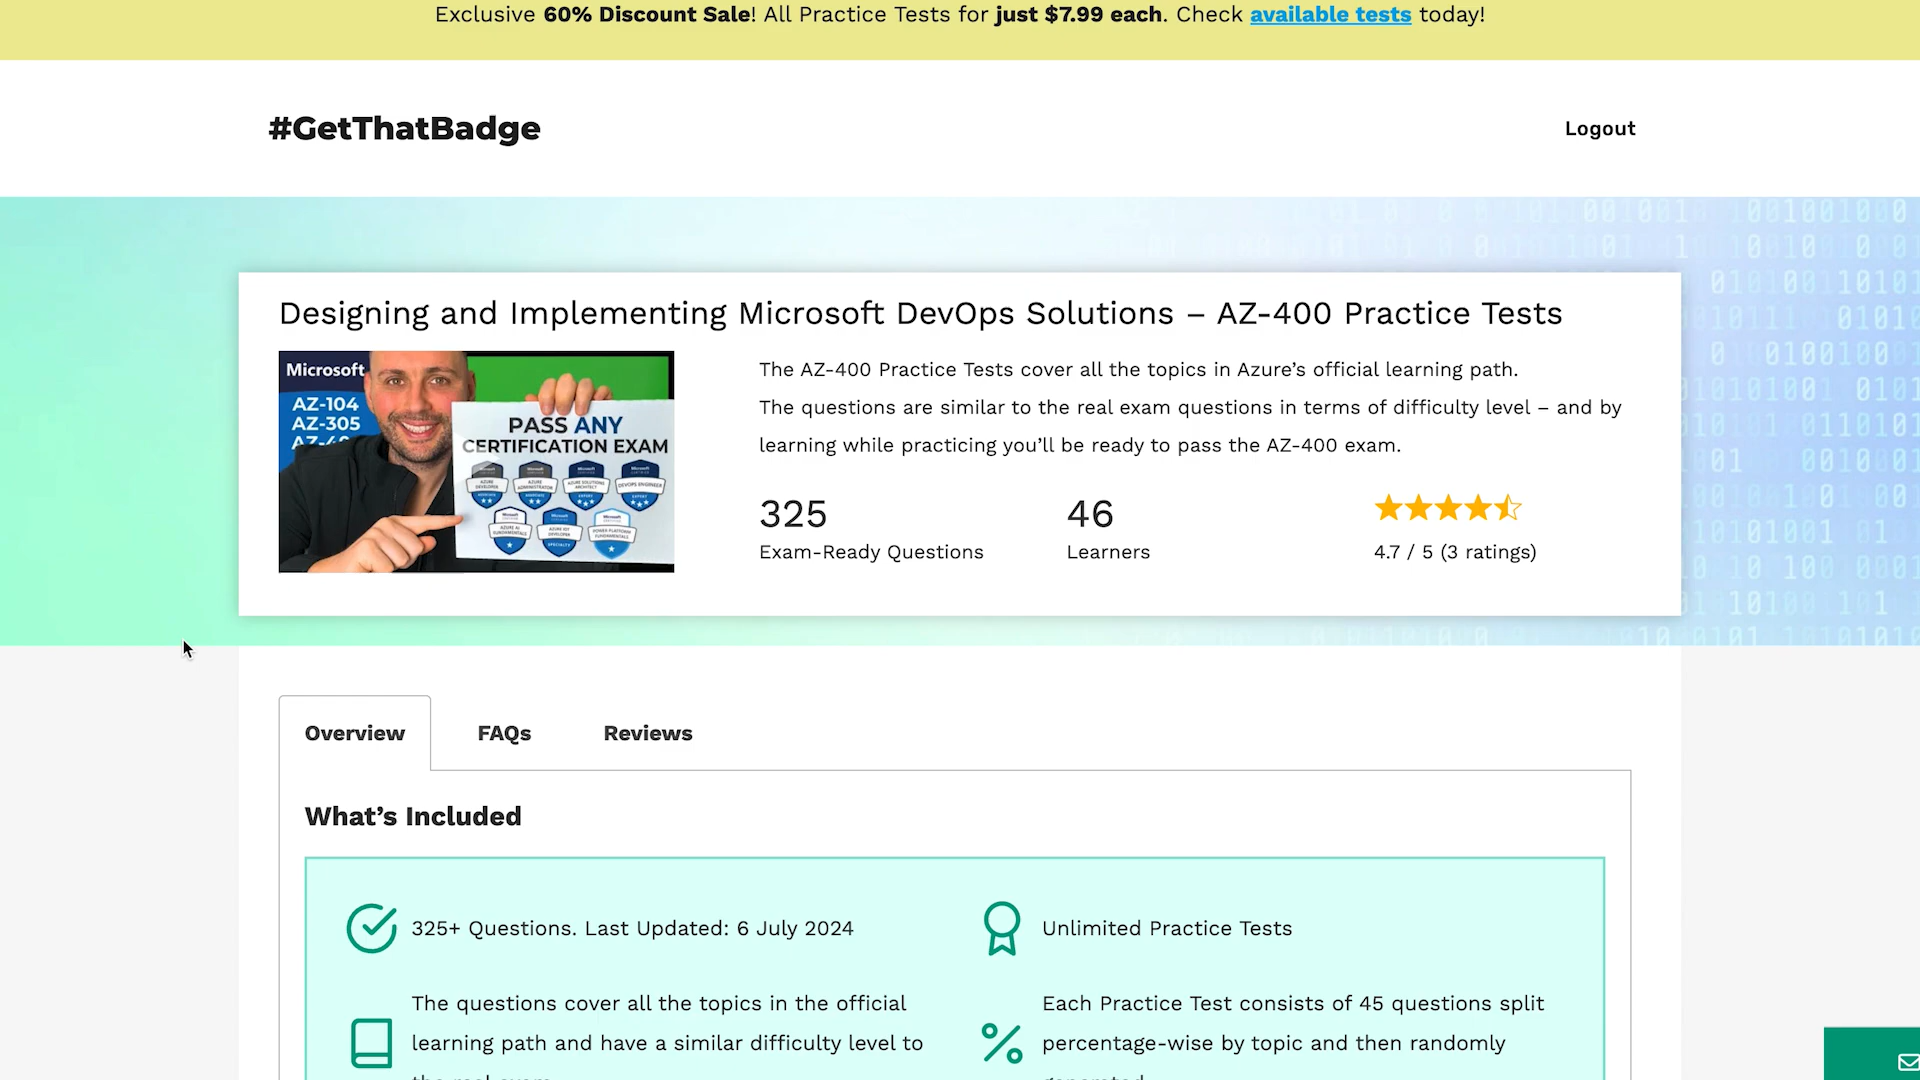 Exclusive 60% Discount Sale! All Practice Tests for just $7.99 each. Check available tests today!
#GetThatBadge
Logout
Designing and Implementing Microsoft DevOps Solutions – AZ-400 Practice Tests
Microsoft
AZ-104
AZ-305
PASS ANY
CERTIFICATION EXAM
The AZ-400 Practice Tests cover all the topics in Azure’s official learning path.
The questions are similar to the real exam questions in terms of difficulty level – and by
learning while practicing you’ll be ready to pass the AZ-400 exam.
325
Exam-Ready Questions
46
Learners
4.7 / 5 (3 ratings)
Overview
FAQs
Reviews
What’s Included
325+ Questions. Last Updated: 6 July 2024
Unlimited Practice Tests
The questions cover all the topics in the official
learning path and have a similar difficulty level to
Each Practice Test consists of 45 questions split
percentage-wise by topic and then randomly